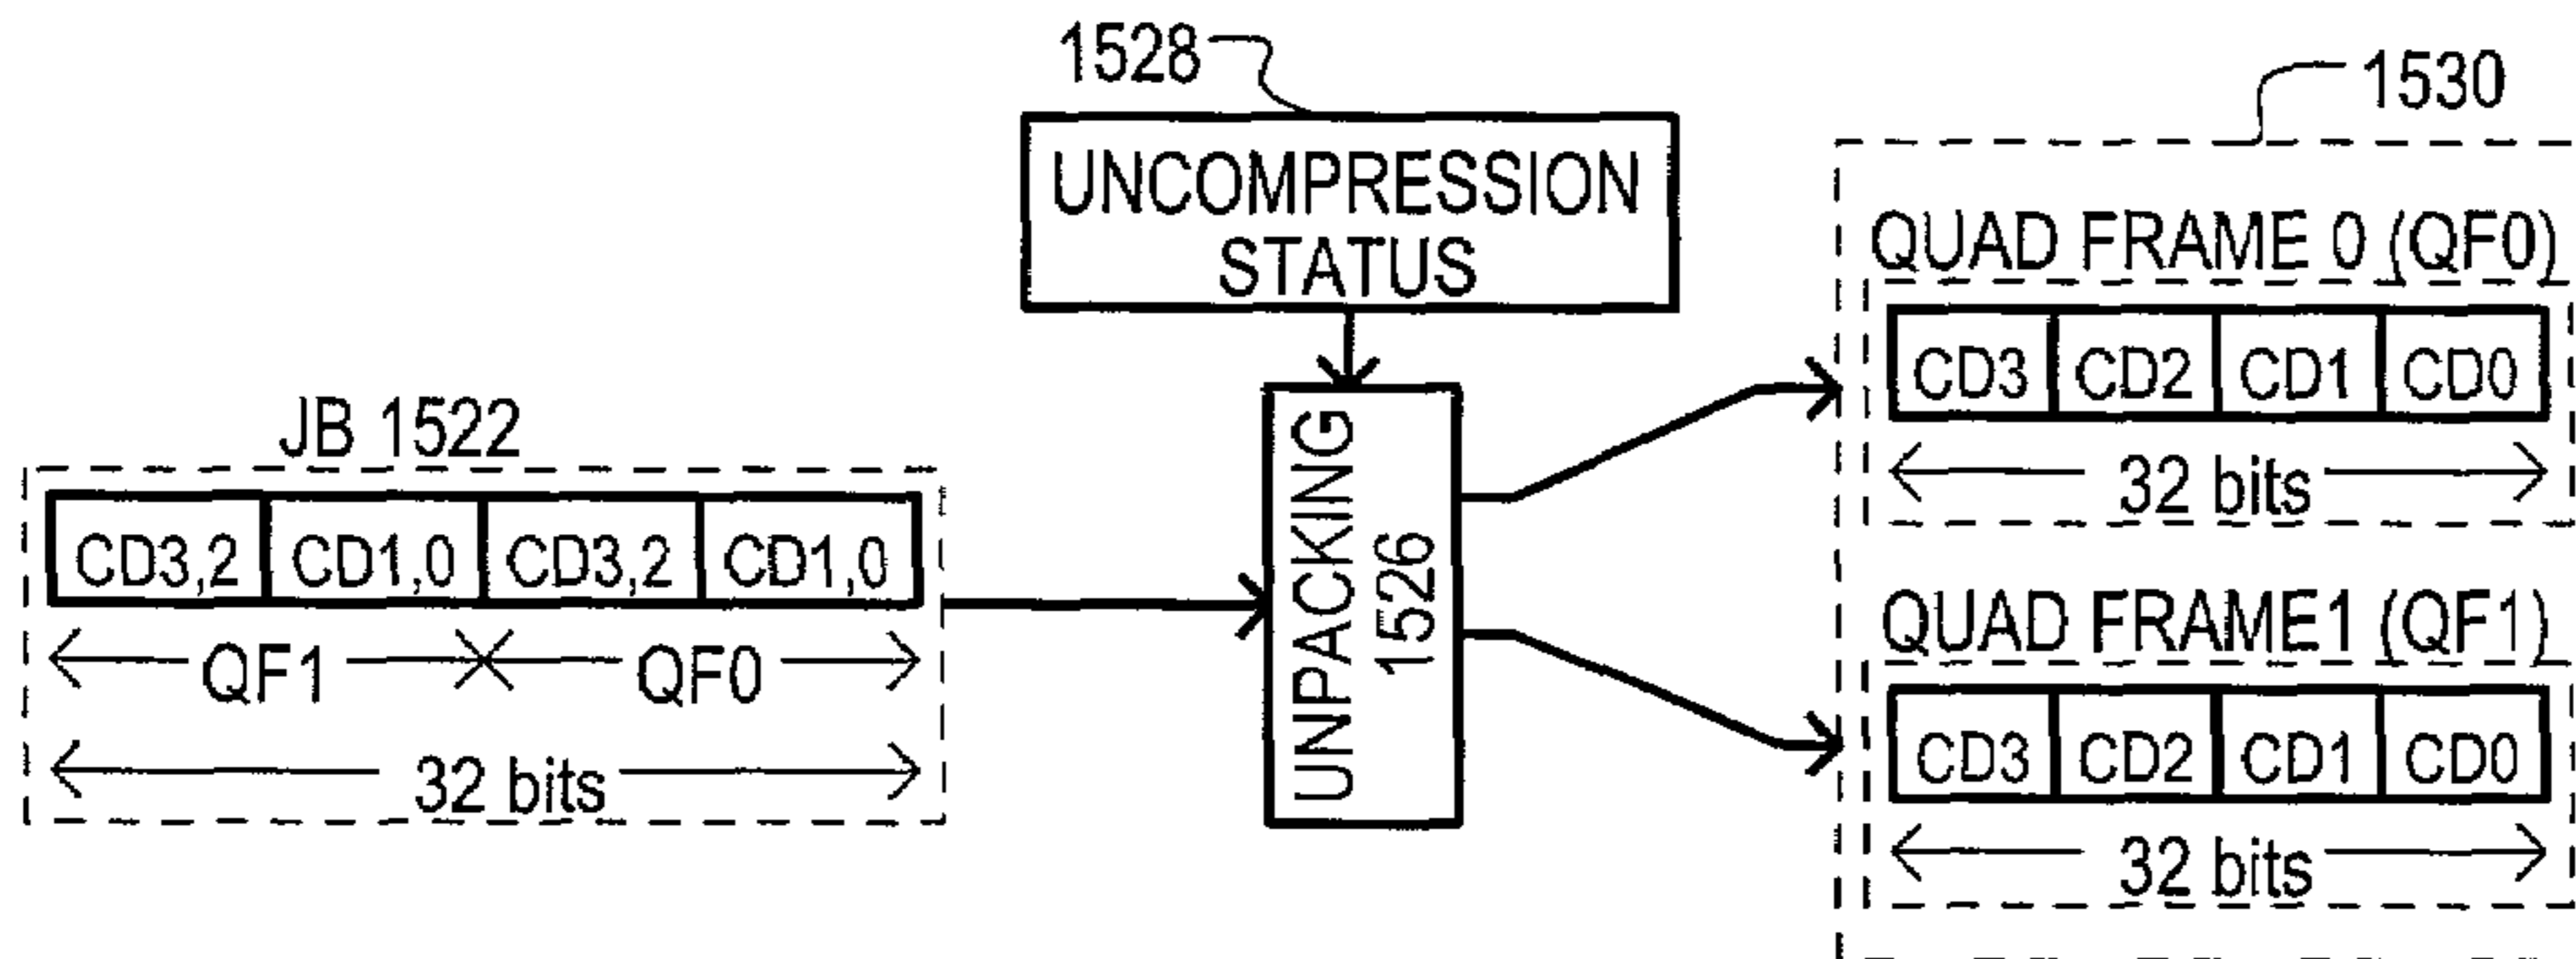 1528
1530
UNCOMPRESSION
STATUS
QUAD FRAME 0 (QF0)
CD3 CD2 CD1 CD0
32 bits
JB 1522
CD3,2 CD1,0 CD3,2 CD1,0
QF1 QF0
32 bits
UNPACKING
1526
QUAD FRAME1 (QF1)
CD3 CD2 CD1 CD0
32 bits